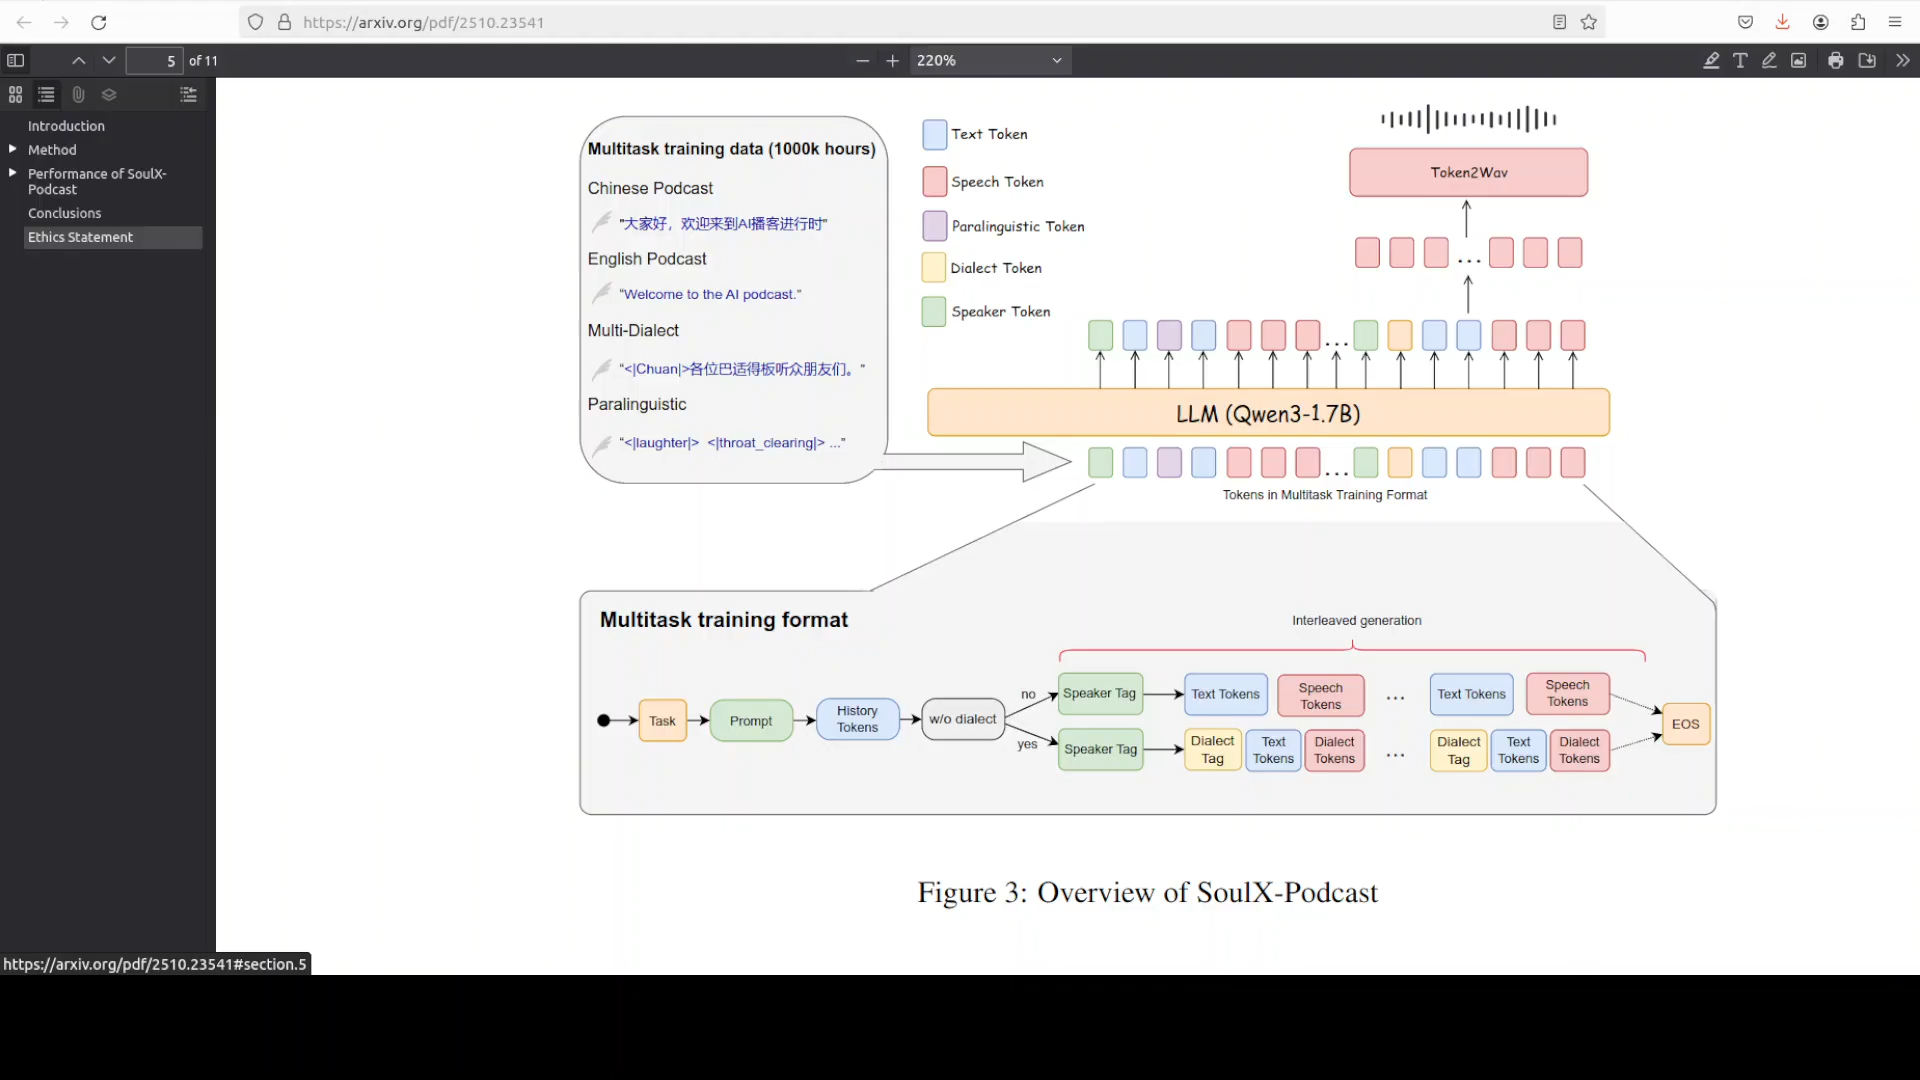 https://arxiv.org/pdf/2510.23541
5
of 11
220%
Introduction
Method
Performance of SoulX-
Podcast
Conclusions
Ethics Statement
Multitask training data (1000k hours)
Chinese Podcast
"大家好，欢迎来到AI播客进行时"
English Podcast
“Welcome to the AI podcast.”
Multi-Dialect
“<|Chuan|>各位巴适得板听众朋友们。”
Paralinguistic
“<|laughter|> <|throat_clearing|> ...”
Text Token
Speech Token
Paralinguistic Token
Dialect Token
Speaker Token
Token2Wav
...
...
LLM (Qwen3-1.7B)
...
Tokens in Multitask Training Format
Multitask training format
Interleaved generation
Task
Prompt
History
Tokens
w/o dialect
no
yes
Speaker Tag
Text Tokens
Speech
Tokens
...
Text Tokens
Speech
Tokens
Speaker Tag
Dialect
Tag
Text
Tokens
Dialect
Tokens
...
Dialect
Tag
Text
Tokens
Dialect
Tokens
EOS
Figure 3: Overview of SoulX-Podcast
https://arxiv.org/pdf/2510.23541#section.5